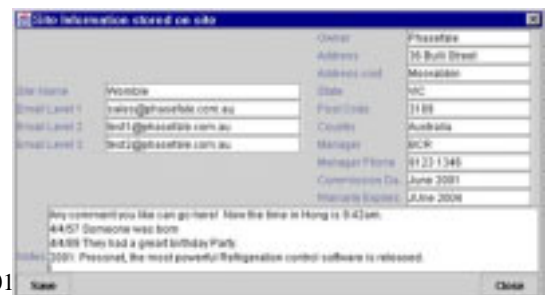 Site Information stored on site
Owner Phasefale
Address 36 Bulli Street
Address cont Moorabbin
Site Name Wombie
State VIC
Email Level 1 sales@phasefale.com.au
Post Code 3189
Email Level 2 test1@phasefale.com.au
Country Australia
Email Level 3 test2@phasefale.com.au
Manager BCR
Manager Phone 9123 1346
Commission Da.. June 2001
Warranty Expires JUne 2006
Any comment you like can go here! Now the time in Hong is 9:42am.
4/4/57 Someone was born
4/4/89 They had a great birthday Party.
Notes 2001: the most powerful Refrigeration control software is released.
Save Close